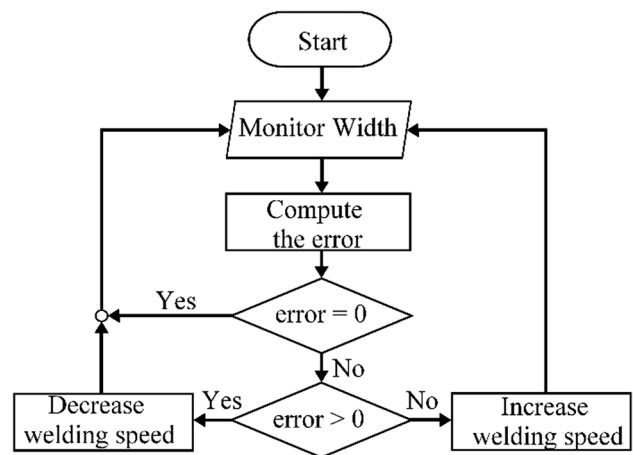 Start
Monitor Width
Compute
the error
Yes
error = 0
No
Decrease
welding speed
Yes
error > 0
No
Increase
welding speed